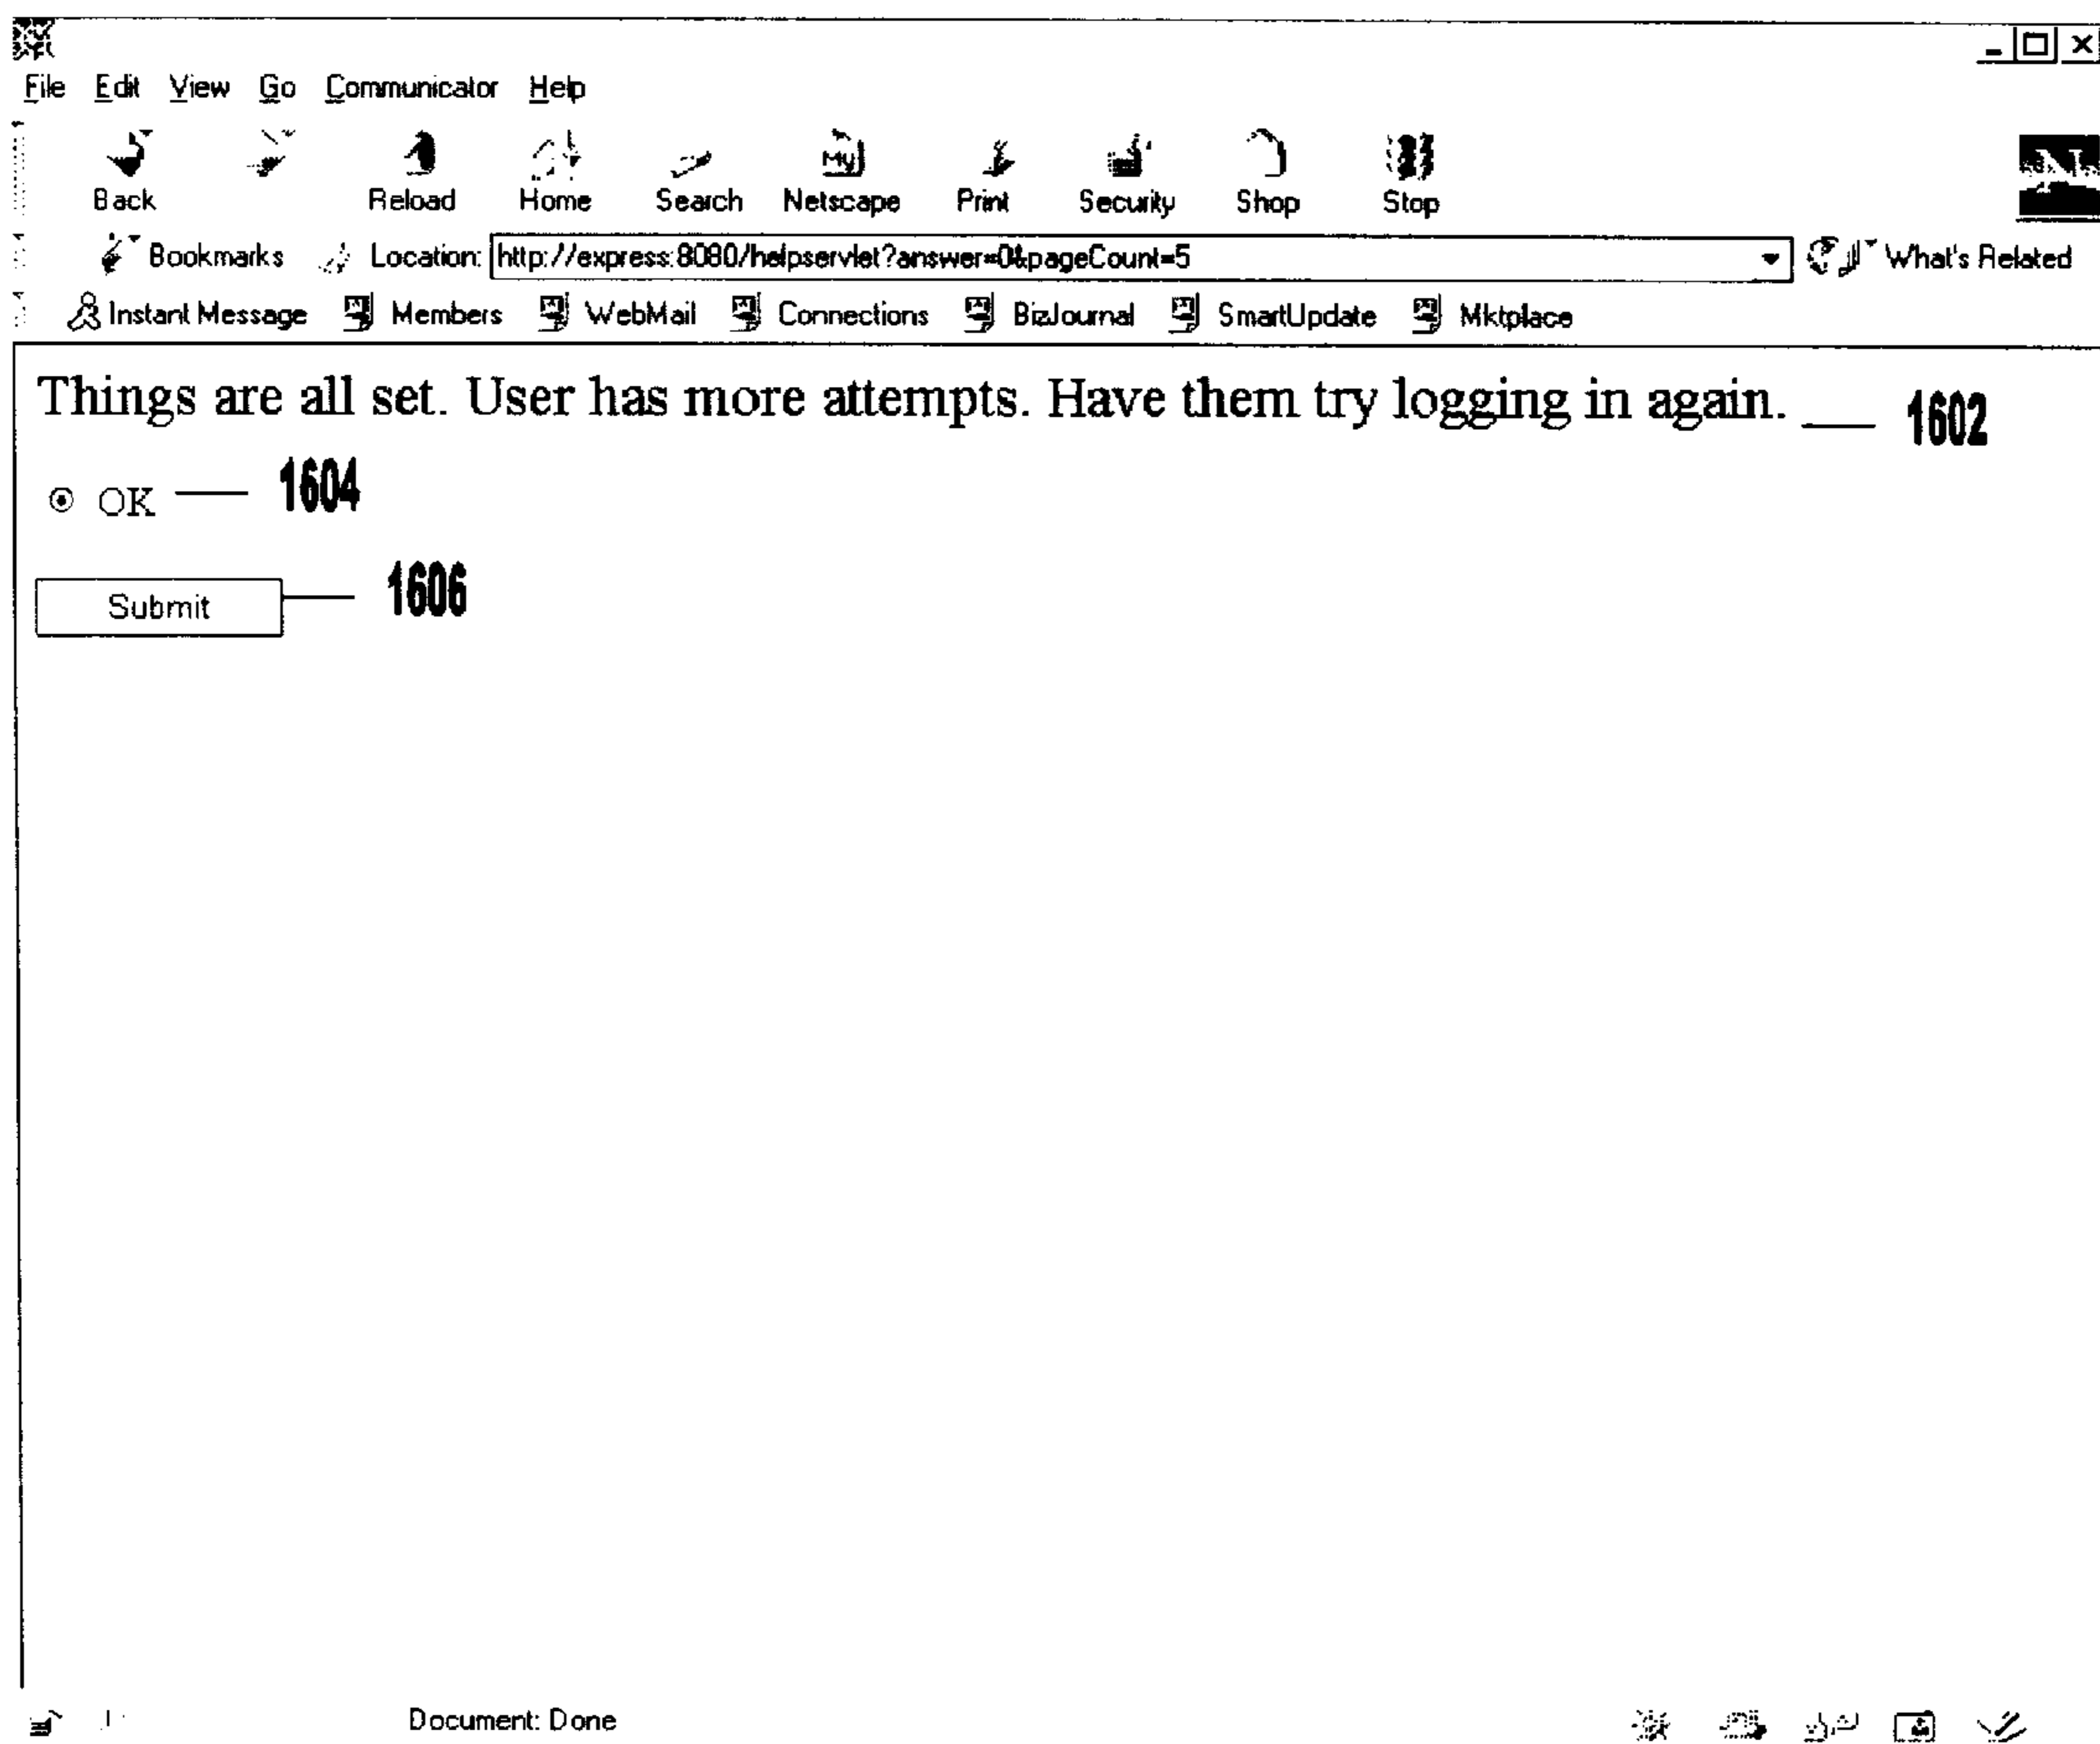 File Edit View Go Communicator Help
Back Reload Home Search Netscape Print Security Shop Stop
My
N
Bookmarks Location: http://express:8080/helpservlet?answer=0&pageCount=5 What's Related
Instant Message Members WebMail Connections BizJournal SmartUpdate Mktplace
Things are all set. User has more attempts. Have them try logging in again. 1602
OK 1604
Submit 1606
Document: Done